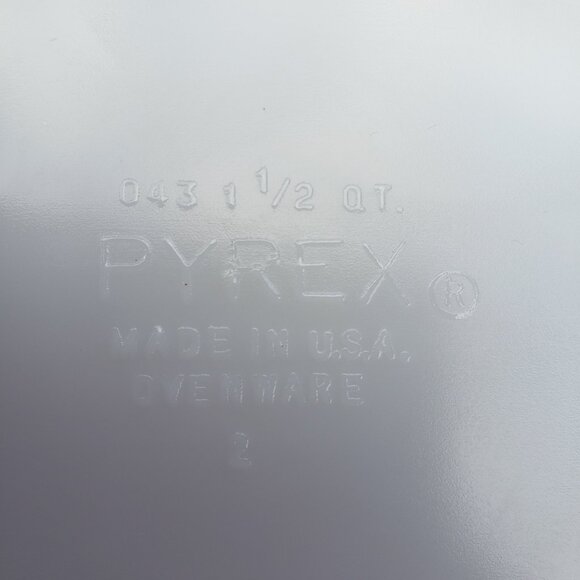 043 1 1/2 QT.
PYREX ®
MADE IN U.S.A.
OVENWARE
2